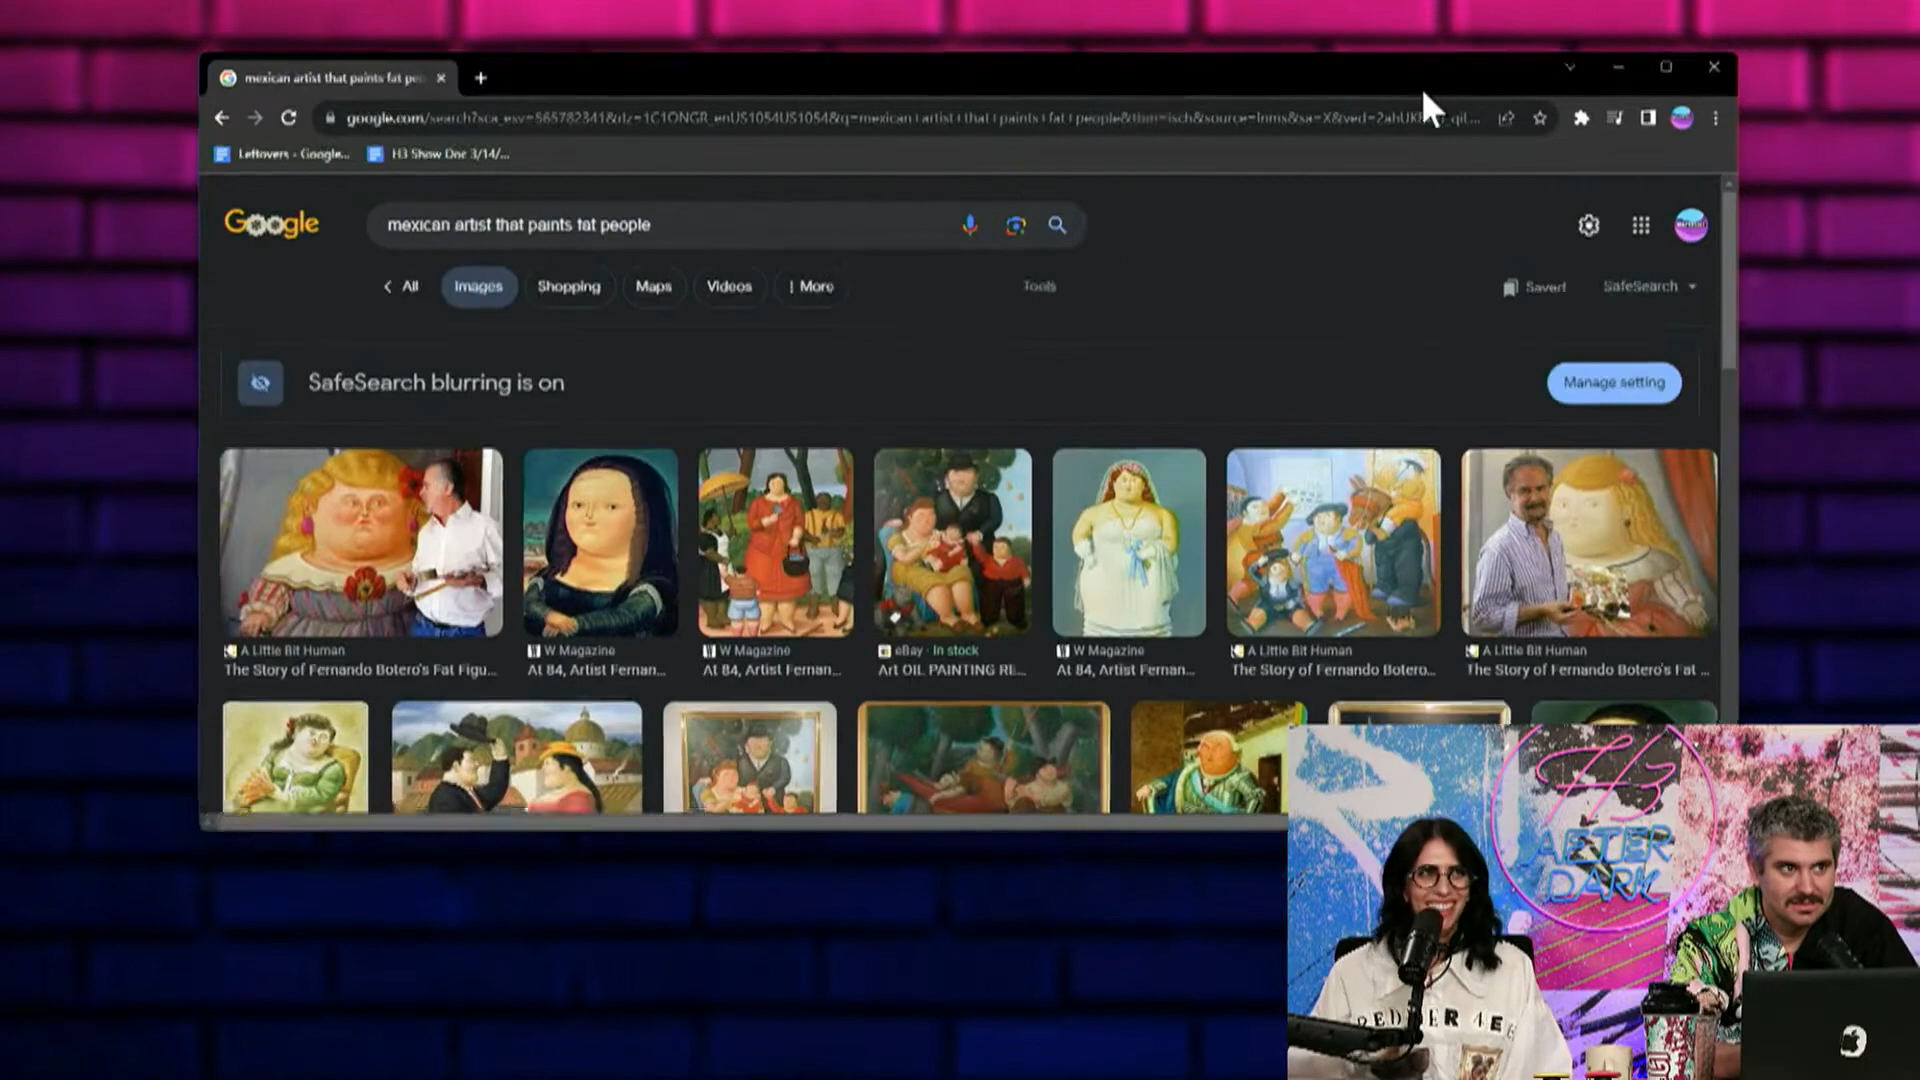 mexican artist that paints fat pe
Leftovers - Google...
H3 Show Doc 3/14/...
Google
mexican artist that paints fat people
All
Images
Shopping
Maps
Videos
More
Tools
Saved
SafeSearch
SafeSearch blurring is on
Manage setting
A Little Bit Human
The Story of Fernando Botero's Fat Figu...
W Magazine
At 84, Artist Fernan...
W Magazine
At 84, Artist Fernan...
eBay · In stock
Art OIL PAINTING RE...
W Magazine
At 84, Artist Fernan...
A Little Bit Human
The Story of Fernando Botero...
A Little Bit Human
The Story of Fernando Botero's Fat ...
H3
AFTER
DARK